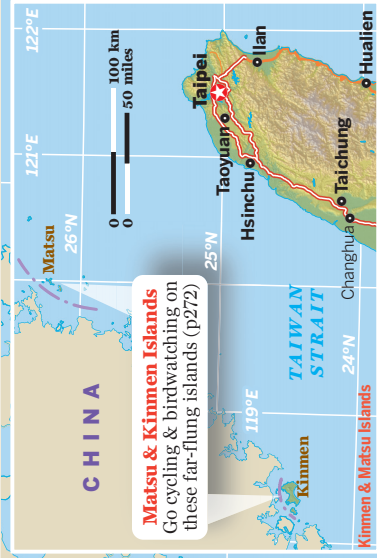 122°E
121°E
100 km
50 miles
0
0
Matsu
26°N
Taipei
Ilan
Taoyuan
Hsinchu
Hualien
Taichung
Changhua
25°N
CHINA
Matsu & Kinmen Islands
Go cycling & birdwatching on
these far-flung islands (p272)
TAIWAN
STRAIT
24°N
119°E
Kinmen
Kinmen & Matsu Islands